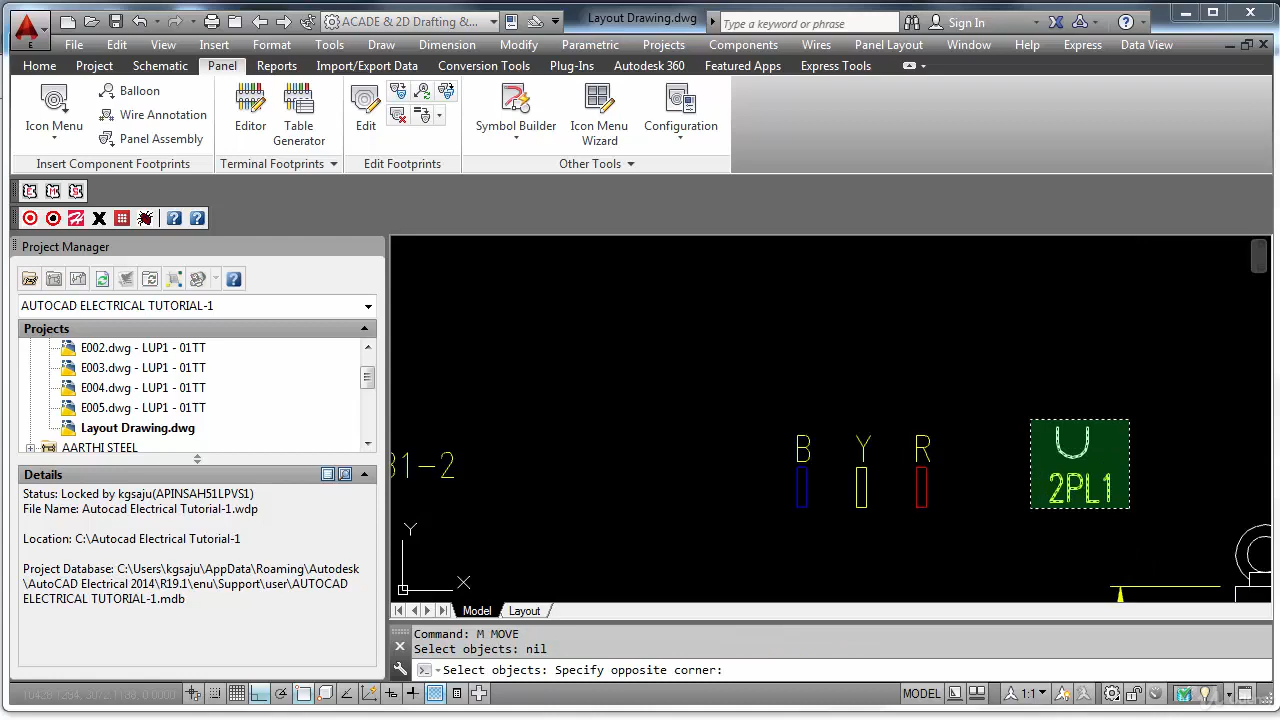 ACADE & 2D Drafting &...
Layout Drawing.dwg
Type a keyword or phrase
Sign In
File Edit View Insert Format Tools Draw Dimension Modify Parametric Projects Components Wires Panel Layout Window Help Express Data View
Home Project Schematic Panel Reports Import/Export Data Conversion Tools Plug-Ins Autodesk 360 Featured Apps Express Tools
Icon Menu
Balloon
Wire Annotation
Panel Assembly
Editor
Table Generator
Edit
Symbol Builder
Icon Menu Wizard
Configuration
Insert Component Footprints
Terminal Footprints
Edit Footprints
Other Tools
Project Manager
AUTOCAD ELECTRICAL TUTORIAL-1
Projects
E002.dwg - LUP1 - 01TT
E003.dwg - LUP1 - 01TT
E004.dwg - LUP1 - 01TT
E005.dwg - LUP1 - 01TT
Layout Drawing.dwg
AARTHI STEEL
Details
Status: Locked by kgsaju(APINSAH51LPVS1)
File Name: Autocad Electrical Tutorial-1.wdp
Location: C:\Autocad Electrical Tutorial-1
Project Database: C:\Users\kgsaju\AppData\Roaming\Autodesk
\AutoCAD Electrical 2014\R19.1\enu\Support\user\AUTOCAD
ELECTRICAL TUTORIAL-1.mdb
31-2
B Y R
2PL1
Y
X
Model Layout
Command: M MOVE
Select objects: nil
Select objects: Specify opposite corner:
MODEL
1:1